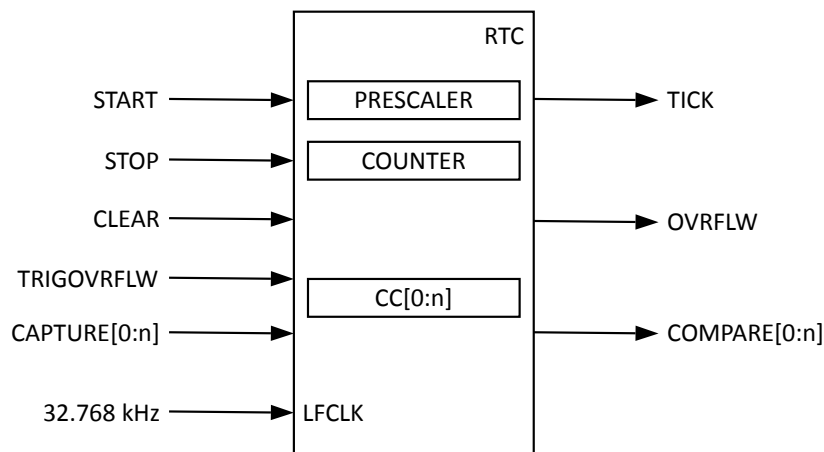 RTC
START
PRESCALER
TICK
STOP
COUNTER
CLEAR
OVRFLW
TRIGOVRFLW
CC[0:n]
CAPTURE[0:n]
COMPARE[0:n]
32.768 kHz
LFCLK